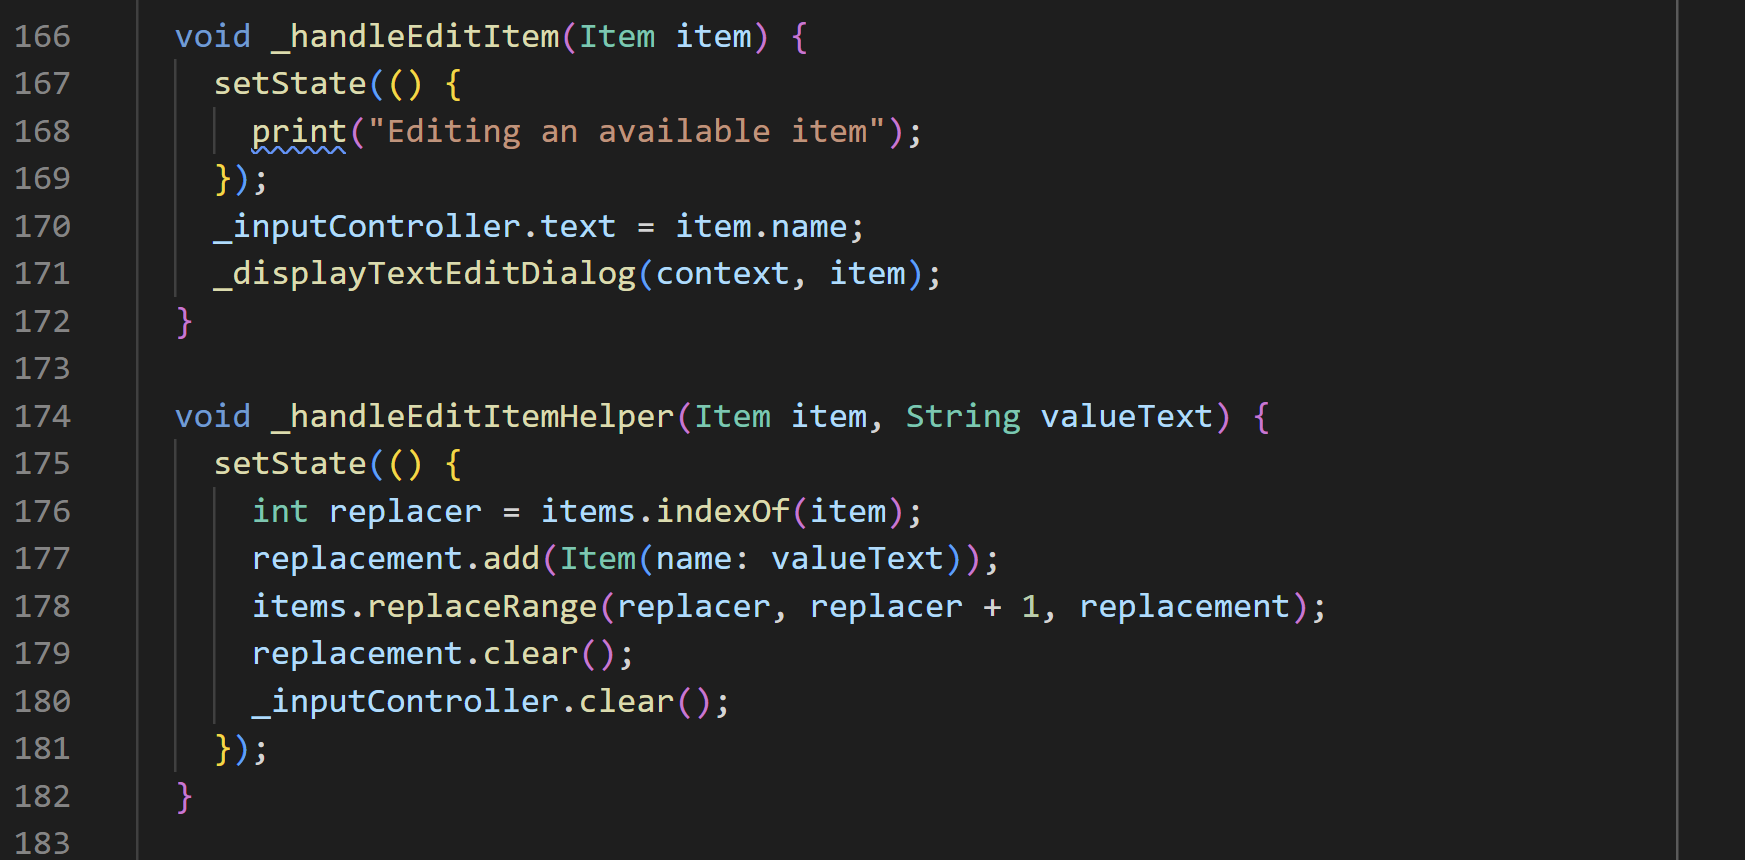 166 void _handleEditItem(Item item) {
167 setState(() {
168 print("Editing an available item");
169 });
170 _inputController.text = item.name;
171 _displayTextEditDialog(context, item);
172 }
173
174 void _handleEditItemHelper(Item item, String valueText) {
175 setState(() {
176 int replacer = items.indexOf(item);
177 replacement.add(Item(name: valueText));
178 items.replaceRange(replacer, replacer + 1, replacement);
179 replacement.clear();
180 _inputController.clear();
181 });
182 }
183